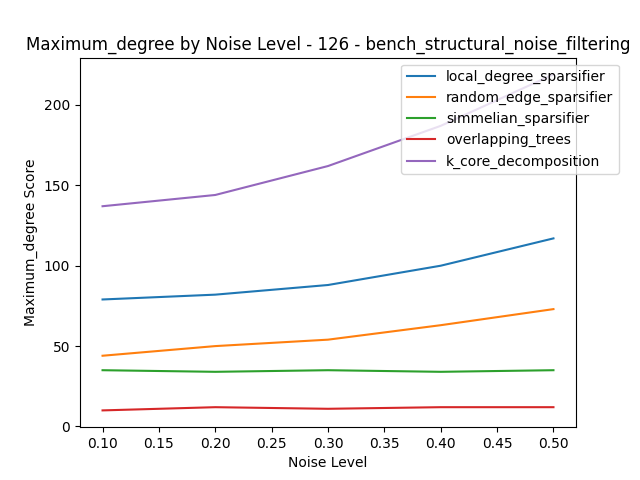 Maximum_degree by Noise Level - 126 - bench_structural_noise_filtering
local_degree_sparsifier
random_edge_sparsifier
simmelian_sparsifier
overlapping_trees
k_core_decomposition
Maximum_degree Score
200
150
100
50
0
0.10 0.15 0.20 0.25 0.30 0.35 0.40 0.45 0.50
Noise Level